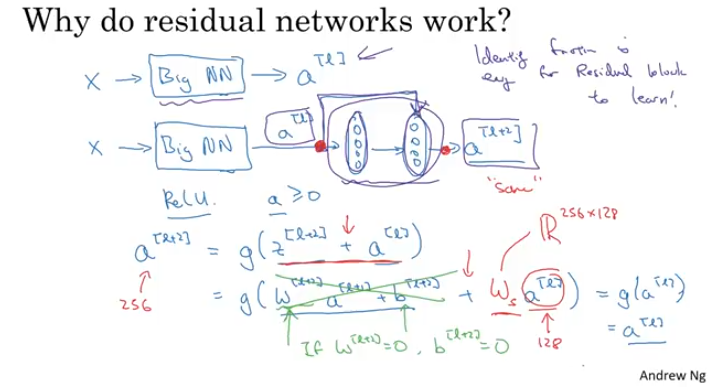 Why do residual networks work?
X → Big NN → a^[l]
Identity function is
easy for Residual block
to learn!
X → Big NN → a^[l] → a^[l+2]
"same"
ReLU. a ≥ 0
ℝ^256×128
a^[l+2] = g(z^[l+2] + a^[l])
256
= g(W^[l+2] a^[l+1] + b^[l+2] + W_s a^[l]) = g(a^[l])
= a^[l]
128
If W^[l+2] = 0, b^[l+2] = 0
Andrew Ng